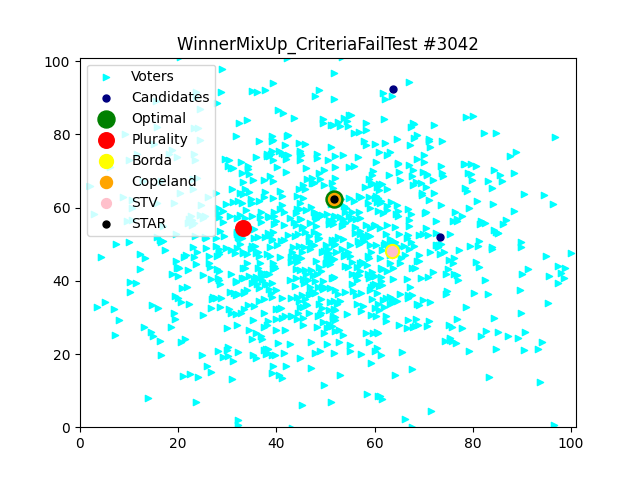 WinnerMixUp_CriteriaFailTest #3042
Voters
Candidates
Optimal
Plurality
Borda
Copeland
STV
STAR
100
80
60
40
20
0
0 20 40 60 80 100